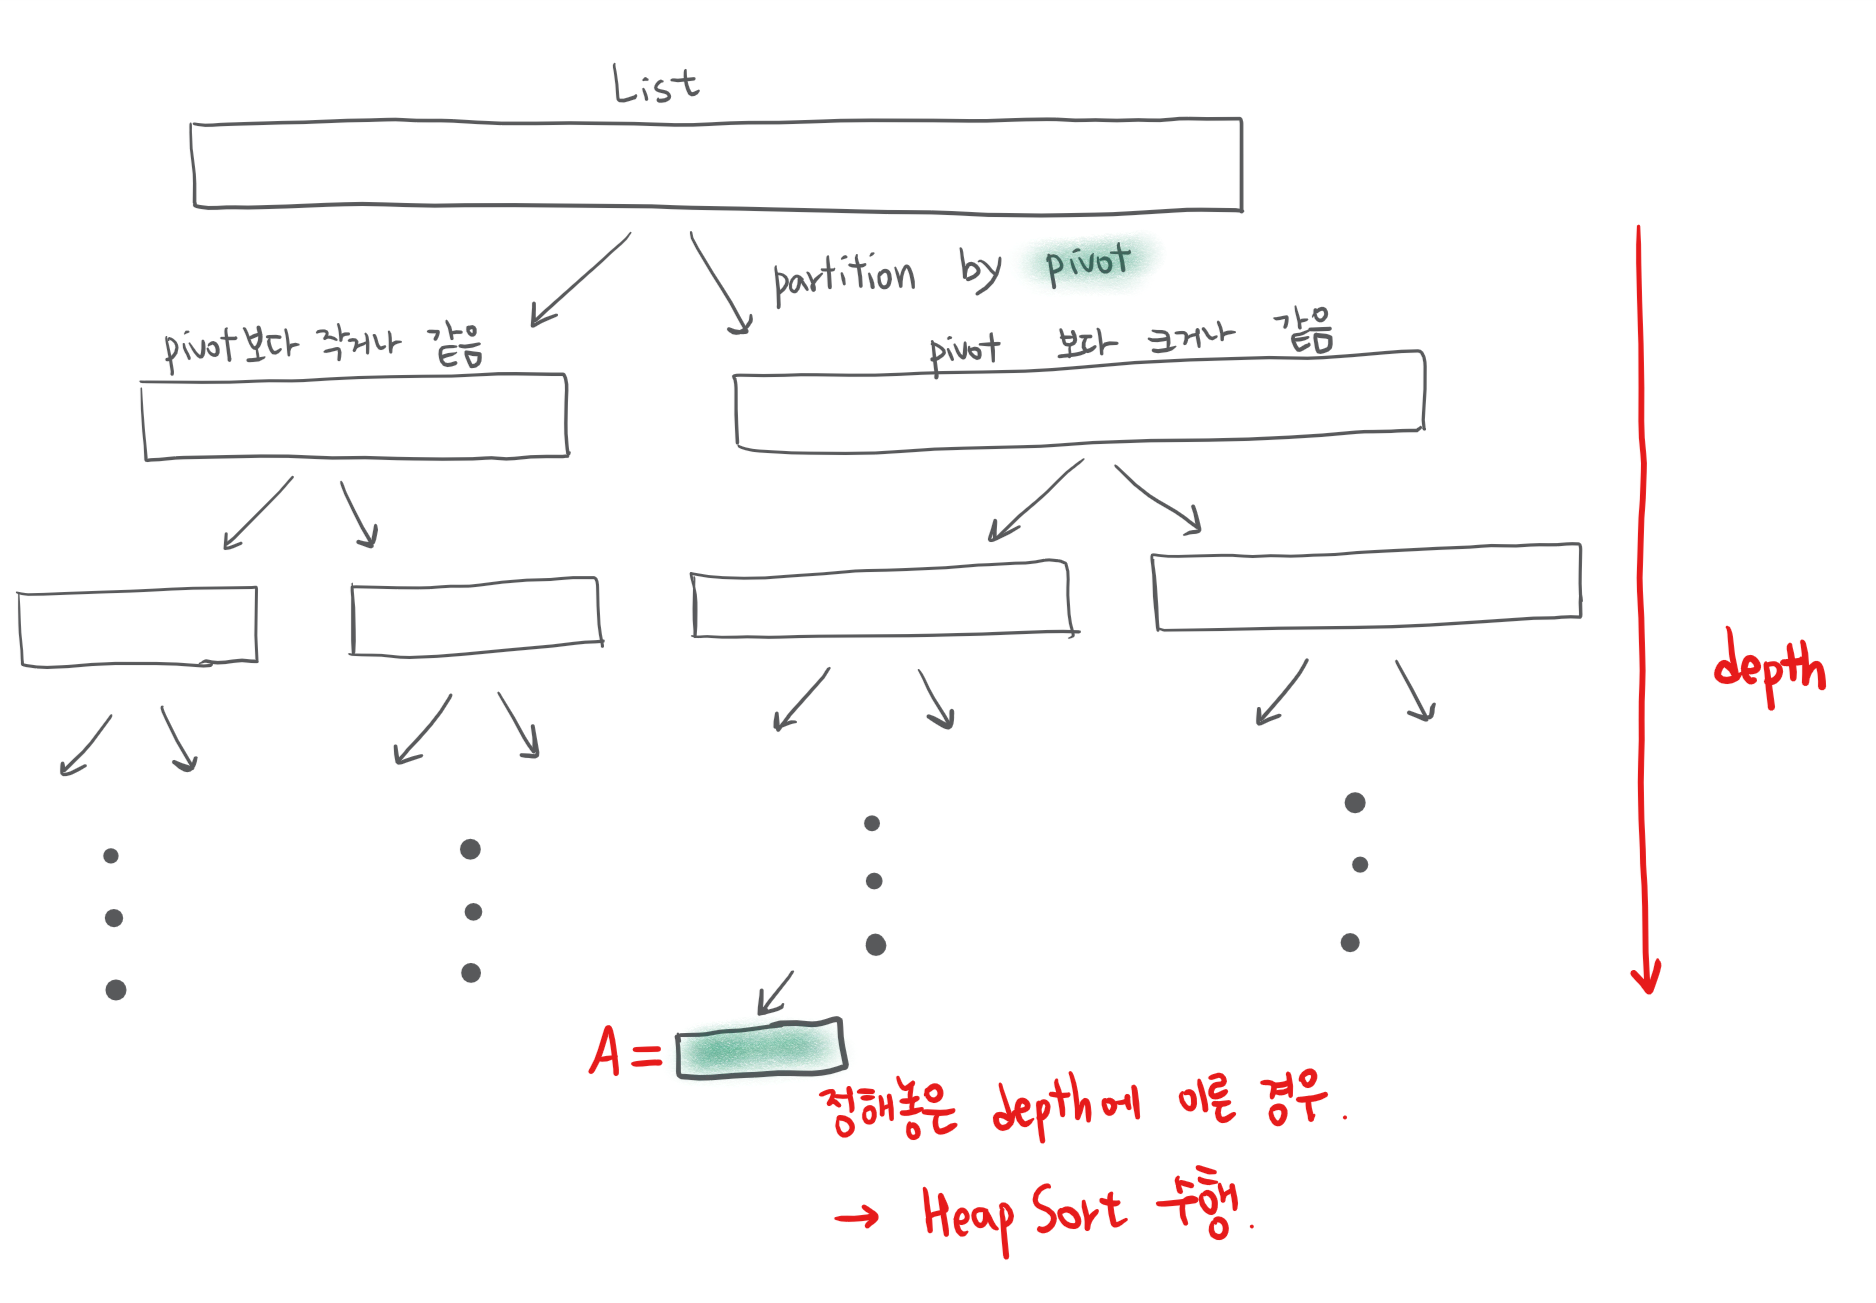 List
partition by pivot
pivot보다 작거나 같음
pivot 보다 크거나 같음
depth
A=
정해놓은 depth에 이른 경우.
→ Heap Sort 수행.